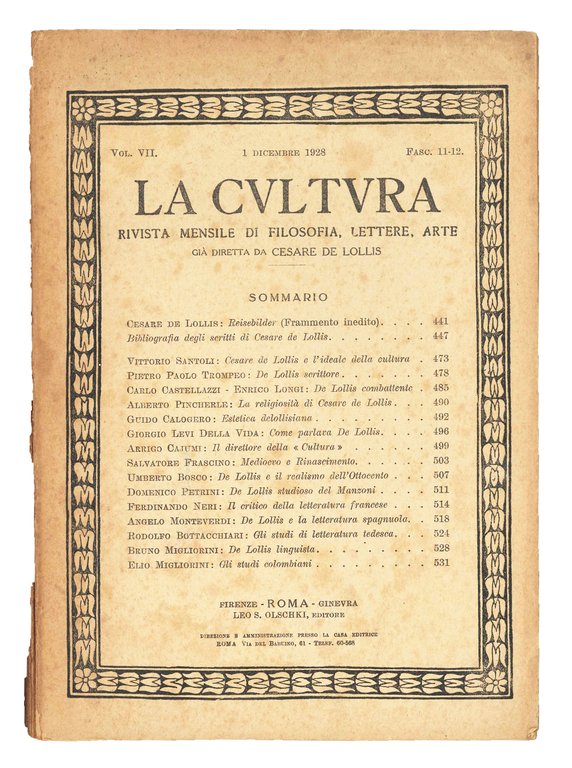 VOL. VII. 1 DICEMBRE 1928 FASC. 11-12.
LA CVLTVRA
RIVISTA MENSILE DI FILOSOFIA, LETTERE, ARTE
GIÀ DIRETTA DA CESARE DE LOLLIS
SOMMARIO
CESARE DE LOLLIS: Reisebilder (Frammento inedito). . . . 441
Bibliografia degli scritti di Cesare de Lollis. . . . . . . 447
VITTORIO SANTOLI: Cesare de Lollis e l'ideale della cultura . 473
PIETRO PAOLO TROMPEO: De Lollis scrittore . . . . . . 478
CARLO CASTELLAZZI - ENRICO LONGI: De Lollis combattente . 485
ALBERTO PINCHERLE: La religiosità di Cesare de Lollis . . . 490
GUIDO CALOGERO: Estetica delollisiana . . . . . . . . 492
GIORGIO LEVI DELLA VIDA: Come parlava De Lollis. . . . 496
ARRIGO CAJUMI: Il direttore della « Cultura » . . . . . . 499
SALVATORE FRASCINO: Medioevo e Rinascimento. . . . . . 503
UMBERTO BOSCO: De Lollis e il realismo dell'Ottocento . . . 507
DOMENICO PETRINI: De Lollis studioso del Manzoni . . . . 511
FERDINANDO NERI: Il critico della letteratura francese . . . 514
ANGELO MONTEVERDI: De Lollis e la letteratura spagnuola. . 518
RODOLFO BOTTACCHIARI: Gli studi di letteratura tedesca. . . 524
BRUNO MIGLIORINI: De Lollis linguista. . . . . . . . . 528
ELIO MIGLIORINI: Gli studi colombiani . . . . . . . . . 531
FIRENZE - ROMA - GINEVRA
LEO S. OLSCHKI, EDITORE
DIREZIONE E AMMINISTRAZIONE PRESSO LA CASA EDITRICE
ROMA VIA DEL BABUINO, 61 - TELEF. 60-568